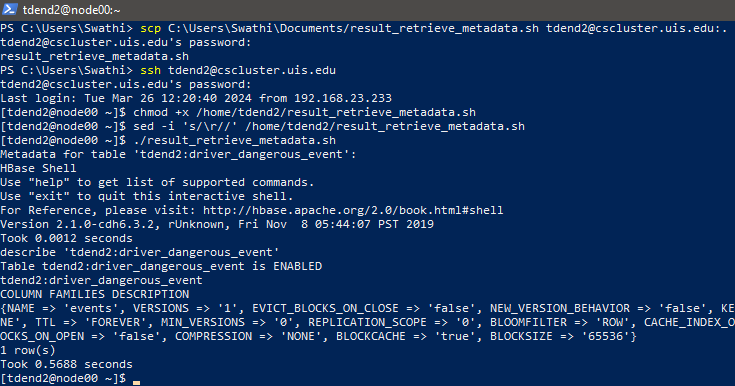 tdend2@node00:~
PS C:\Users\Swathi> scp C:\Users\Swathi\Documents/result_retrieve_metadata.sh tdend2@cscluster.uis.edu:.
tdend2@cscluster.uis.edu's password:
result_retrieve_metadata.sh
PS C:\Users\Swathi> ssh tdend2@cscluster.uis.edu
tdend2@cscluster.uis.edu's password:
Last login: Tue Mar 26 12:20:40 2024 from 192.168.23.233
[tdend2@node00 ~]$ chmod +x /home/tdend2/result_retrieve_metadata.sh
[tdend2@node00 ~]$ sed -i 's/\r//' /home/tdend2/result_retrieve_metadata.sh
[tdend2@node00 ~]$ ./result_retrieve_metadata.sh
Metadata for table 'tdend2:driver_dangerous_event':
HBase Shell
Use "help" to get list of supported commands.
Use "exit" to quit this interactive shell.
For Reference, please visit: http://hbase.apache.org/2.0/book.html#shell
Version 2.1.0-cdh6.3.2, rUnknown, Fri Nov  8 05:44:07 PST 2019
Took 0.0012 seconds
describe 'tdend2:driver_dangerous_event'
Table tdend2:driver_dangerous_event is ENABLED
tdend2:driver_dangerous_event
COLUMN FAMILIES DESCRIPTION
{NAME => 'events', VERSIONS => '1', EVICT_BLOCKS_ON_CLOSE => 'false', NEW_VERSION_BEHAVIOR => 'false', KE
NE', TTL => 'FOREVER', MIN_VERSIONS => '0', REPLICATION_SCOPE => '0', BLOOMFILTER => 'ROW', CACHE_INDEX_O
OCKS_ON_OPEN => 'false', COMPRESSION => 'NONE', BLOCKCACHE => 'true', BLOCKSIZE => '65536'}
1 row(s)
Took 0.5688 seconds
[tdend2@node00 ~]$